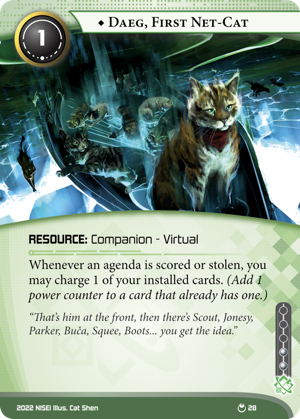 1
♦ Daeg, First Net-Cat
RESOURCE: Companion - Virtual
Whenever an agenda is scored or stolen, you
may charge 1 of your installed cards. (Add 1
power counter to a card that already has one.)
“That’s him at the front, then there’s Scout, Jonesy,
Parker, Buča, Squee, Boots... you get the idea.”
2022 NISEI Illus. Cat Shen
28